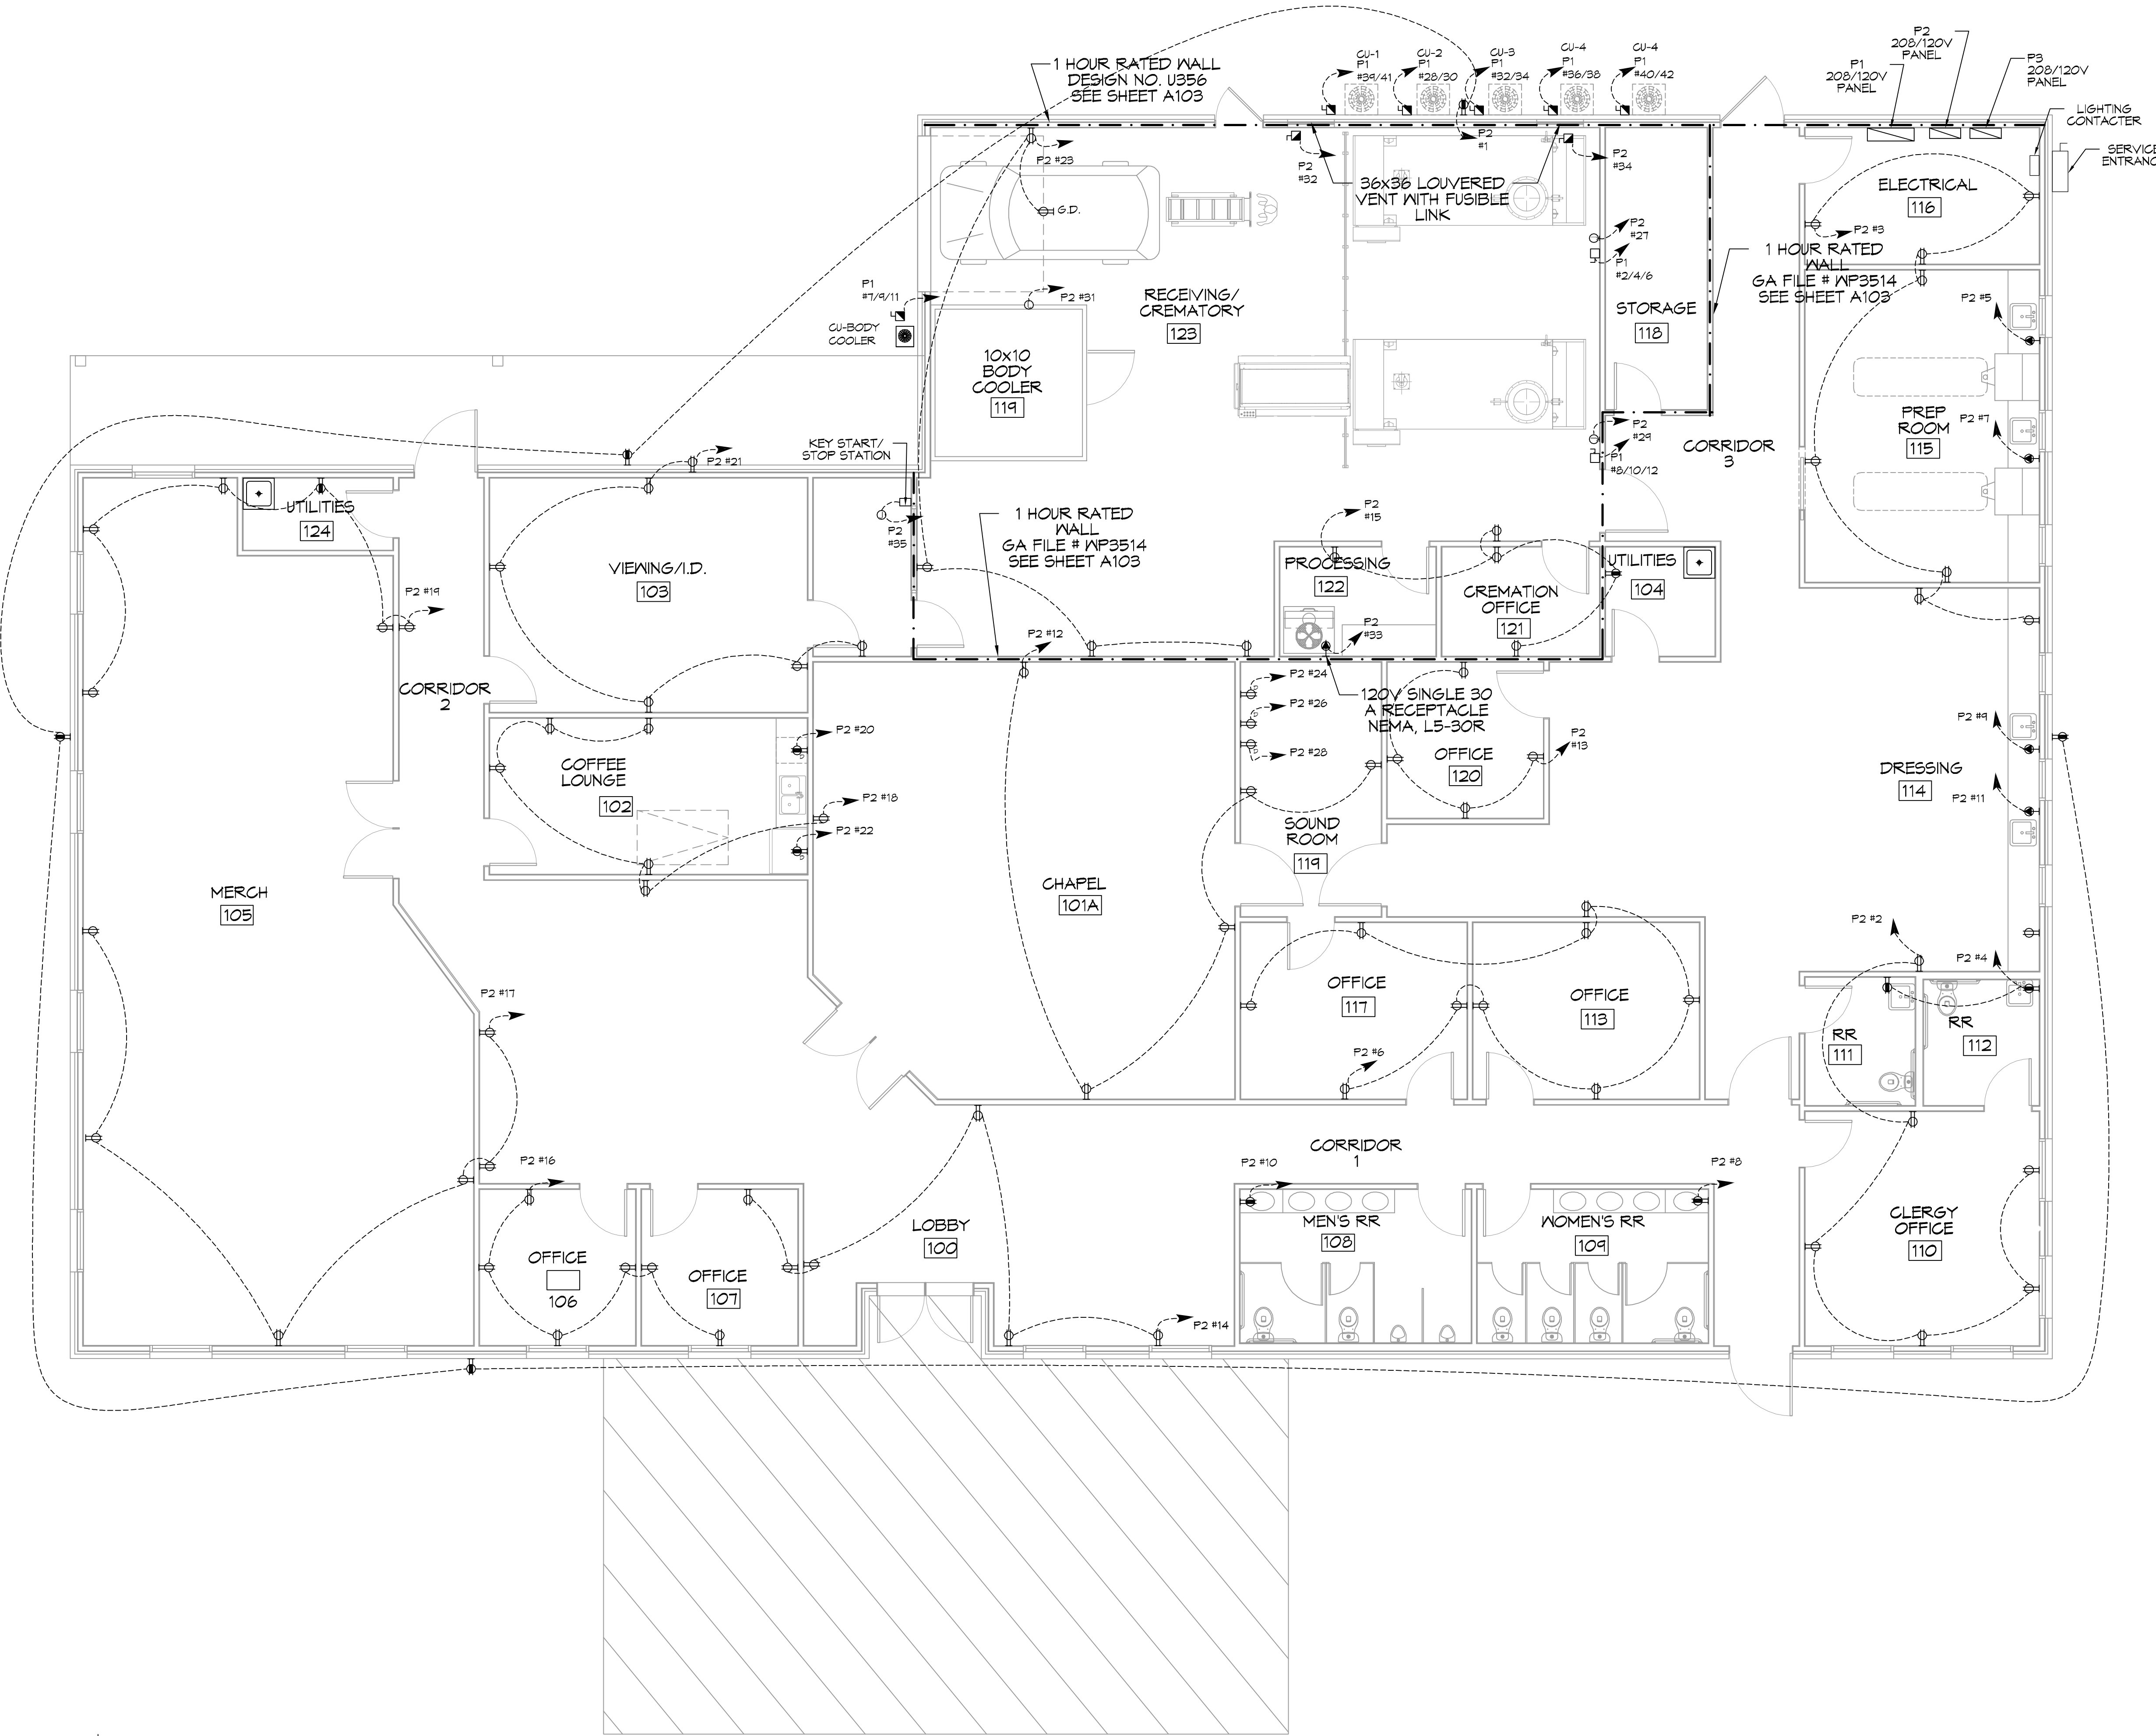 CU-1
P1
#39/41
CU-2
P1
#28/30
CU-3
P1
#32/34
CU-4
P1
#36/38
CU-4
P1
#40/42
P2
208/120V
PANEL
P1
208/120V
PANEL
P3
208/120V
PANEL
LIGHTING
CONTACTER
SERVICE
ENTRANC
1 HOUR RATED WALL
DESIGN NO. U356
SEE SHEET A103
P2 #23
G.D.
P2
#32
P2
#1
P2
#34
36x36 LOUVERED
VENT WITH FUSIBLE
LINK
ELECTRICAL
116
P2 #3
P2
#27
P1
#2/4/6
1 HOUR RATED
WALL
GA FILE # WP3514
SEE SHEET A103
P1
#7/9/11
CU-BODY
COOLER
P2 #31
RECEIVING/
CREMATORY
123
STORAGE
118
P2 #5
10x10
BODY
COOLER
119
KEY START/
STOP STATION
P2
#29
P1
#8/10/12
CORRIDOR
3
PREP
ROOM
115
P2 #7
P2 #21
UTILITIES
124
P2
#35
1 HOUR RATED
WALL
GA FILE # WP3514
SEE SHEET A103
P2
#15
VIEWING/I.D.
103
PROCESSING
122
CREMATION
OFFICE
121
UTILITIES
104
P2 #19
P2 #12
P2
#33
CORRIDOR
2
P2 #24
P2 #26
P2 #28
120V SINGLE 30
A RECEPTACLE
NEMA, L5-30R
P2
#13
OFFICE
120
P2 #9
P2 #20
COFFEE
LOUNGE
102
P2 #18
P2 #22
DRESSING
114
P2 #11
SOUND
ROOM
119
MERCH
105
CHAPEL
101A
P2 #2
P2 #4
OFFICE
117
OFFICE
113
P2 #17
P2 #6
RR
111
RR
112
P2 #16
CORRIDOR
1
P2 #10
P2 #8
LOBBY
100
MEN'S RR
108
WOMEN'S RR
109
CLERGY
OFFICE
110
OFFICE
106
OFFICE
107
P2 #14